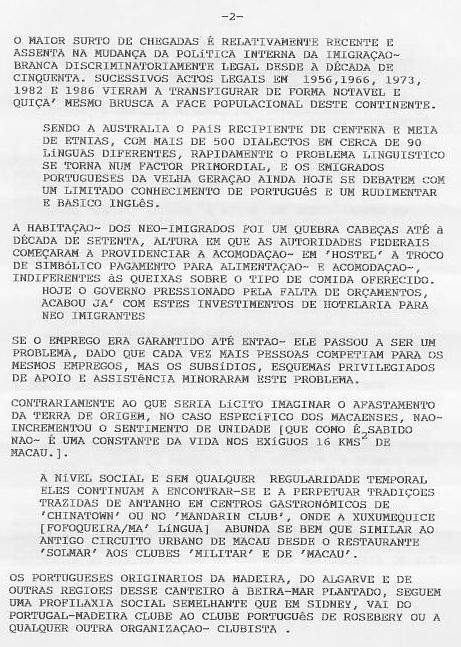 -2-
O MAIOR SURTO DE CHEGADAS É RELATIVAMENTE RECENTE E
ASSENTA NA MUDANÇA DA POLíTICA INTERNA DA IMIGRAÇAO~
BRANCA DISCRIMINATORIAMENTE LEGAL DESDE A DÉCADA DE
CINQUENTA. SUCESSIVOS ACTOS LEGAIS EM 1956,1966, 1973,
1982 E 1986 VIERAM A TRANSFIGURAR DE FORMA NOTAVEL E
QUIÇA' MESMO BRUSCA A FACE POPULACIONAL DESTE CONTINENTE.
SENDO A AUSTRALIA O PAíS RECIPIENTE DE CENTENA E MEIA
DE ETNIAS, COM MAIS DE 500 DIALECTOS EM CERCA DE 90
LíNGUAS DIFERENTES, RAPIDAMENTE O PROBLEMA LINGUISTICO
SE TORNA NUM FACTOR PRIMORDIAL, E OS EMIGRADOS
PORTUGUESES DA VELHA GERAÇAO AINDA HOJE SE DEBATEM COM
UM LIMITADO CONHECIMENTO DE PORTUGUêS E UM RUDIMENTAR
E BASICO INGLêS.
A HABITAÇAO~ DOS NEO-IMIGRADOS FOI UM QUEBRA CABEÇAS ATÉ à
DÉCADA DE SETENTA, ALTURA EM QUE AS AUTORIDADES FEDERAIS
COMEÇARAM A PROVIDENCIAR A ACOMODAÇAO~ EM 'HOSTEL' A TROCO
DE SIMBóLICO PAGAMENTO PARA ALIMENTAÇAO~ E ACOMODAÇAO~,
INDIFERENTES àS QUEIXAS SOBRE O TIPO DE COMIDA OFERECIDO.
HOJE O GOVERNO PRESSIONADO PELA FALTA DE ORÇAMENTOS,
ACABOU JA' COM ESTES INVESTIMENTOS DE HOTELARIA PARA
NEO IMIGRANTES
SE O EMPREGO ERA GARANTIDO ATÉ ENTAO~ ELE PASSOU A SER UM
PROBLEMA, DADO QUE CADA VEZ MAIS PESSOAS COMPETIAM PARA OS
MESMOS EMPREGOS, MAS OS SUBSíDIOS, ESQUEMAS PRIVILEGIADOS
DE APOIO E ASSISTêNCIA MINORARAM ESTE PROBLEMA.
CONTRARIAMENTE AO QUE SERIA LíCITO IMAGINAR O AFASTAMENTO
DA TERRA DE ORIGEM, NO CASO ESPECíFICO DOS MACAENSES, NAO~
INCREMENTOU O SENTIMENTO DE UNIDADE [QUE COMO É SABIDO
NAO~ É UMA CONSTANTE DA VIDA NOS EXíGUOS 16 KMS² DE
MACAU.].
A NíVEL SOCIAL E SEM QUALQUER REGULARIDADE TEMPORAL
ELES CONTINUAM A ENCONTRAR-SE E A PERPETUAR TRADIÇOES
TRAZIDAS DE ANTANHO EM CENTROS GASTRONóMICOS DE
'CHINATOWN' OU NO 'MANDARIN CLUB', ONDE A XUXUMEQUICE
[FOFOQUEIRA/MA' LíNGUA] ABUNDA SE BEM QUE SIMILAR AO
ANTIGO CIRCUITO URBANO DE MACAU DESDE O RESTAURANTE
'SOLMAR' AOS CLUBES 'MILITAR' E DE 'MACAU'.
OS PORTUGUESES ORIGINARIOS DA MADEIRA, DO ALGARVE E DE
OUTRAS REGIOES DESSE CANTEIRO à BEIRA-MAR PLANTADO, SEGUEM
UMA PROFILAXIA SOCIAL SEMELHANTE QUE EM SIDNEY, VAI DO
PORTUGAL-MADEIRA CLUBE AO CLUBE PORTUGUêS DE ROSEBERY OU A
QUALQUER OUTRA ORGANIZAÇAO~ CLUBISTA .